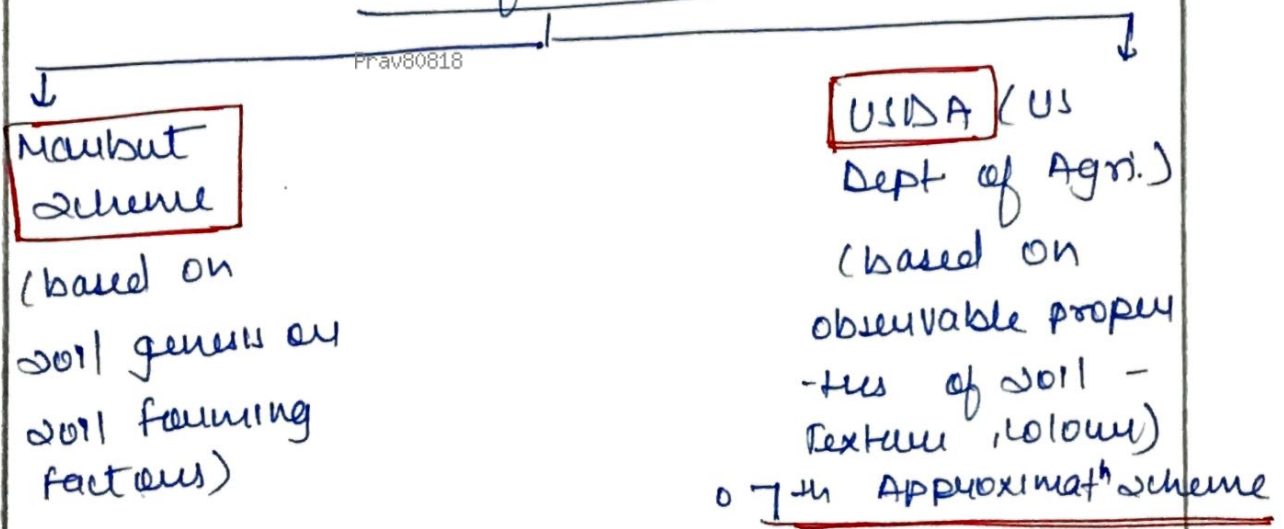 Prav80818
Marbut
scheme
(based on
soil genesis or
soil forming
factors)
USDA (US
Dept of Agri.)
(based on
observable proper
-ties of soil -
Texture, colour)
o 7th Approximatn scheme